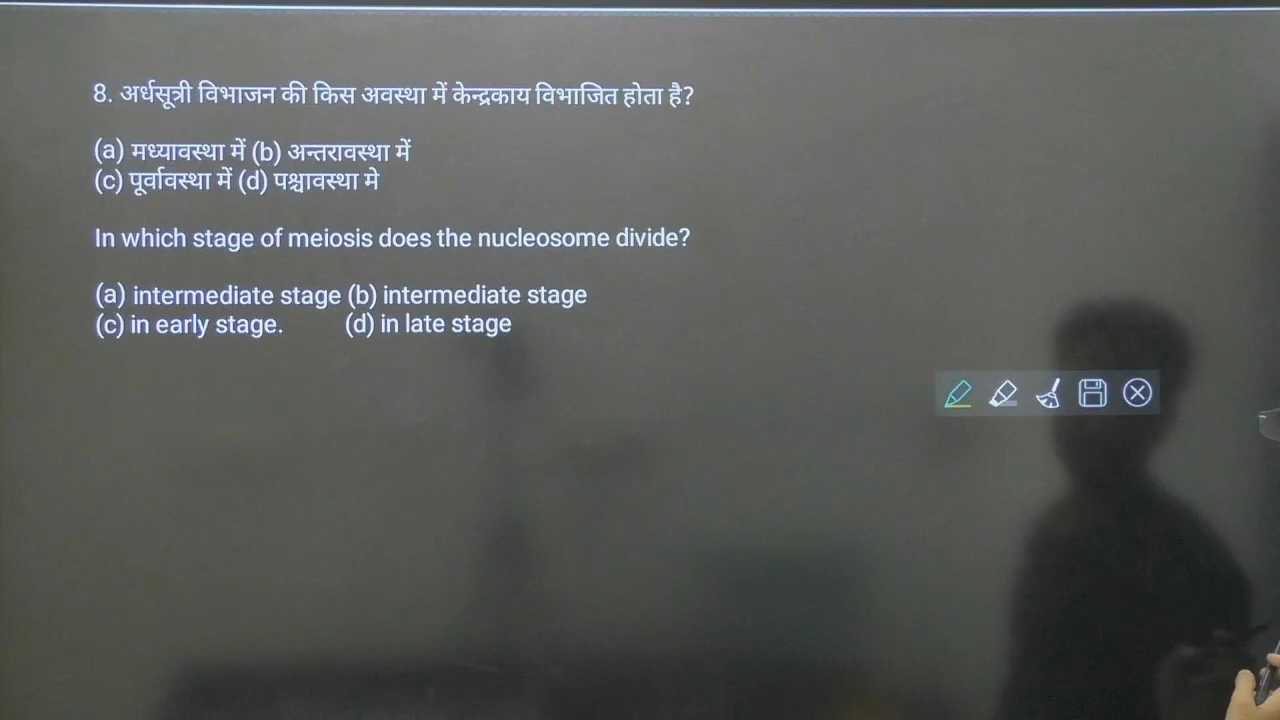 8. अर्धसूत्री विभाजन की किस अवस्था में केन्द्रकाय विभाजित होता है?
(a) मध्यावस्था में (b) अन्तरावस्था में
(c) पूर्वावस्था में (d) पश्चावस्था मे
In which stage of meiosis does the nucleosome divide?
(a) intermediate stage (b) intermediate stage
(c) in early stage. (d) in late stage